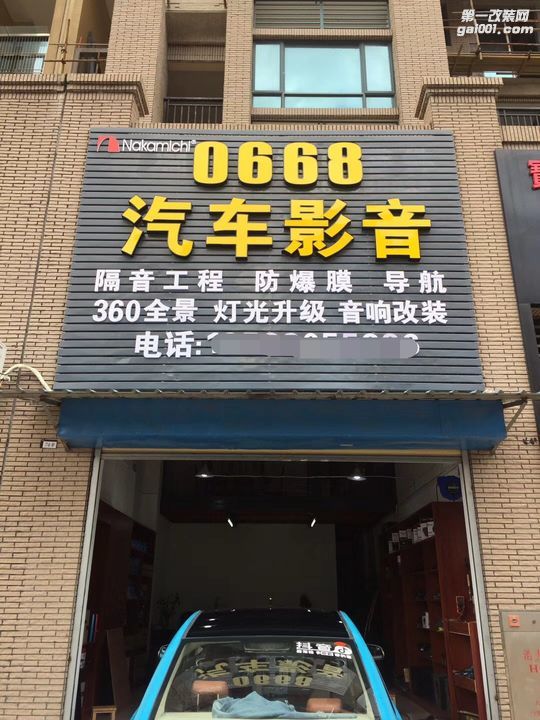 第一改装网
gai001.com
Nakamichi
0668
汽车影音
隔音工程 防爆膜 导航
360全景 灯光升级 音响改装
电话: